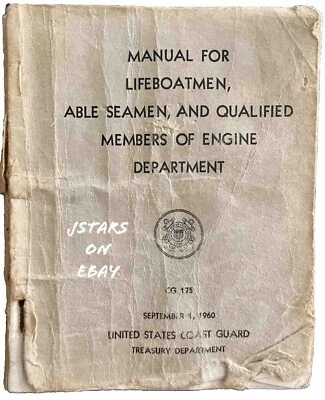 MANUAL FOR
LIFEBOATMEN,
ABLE SEAMEN, AND QUALIFIED
MEMBERS OF ENGINE
DEPARTMENT
JSTARS
ON
EBAY
CG 175
SEPTEMBER 1, 1960
UNITED STATES COAST GUARD
TREASURY DEPARTMENT